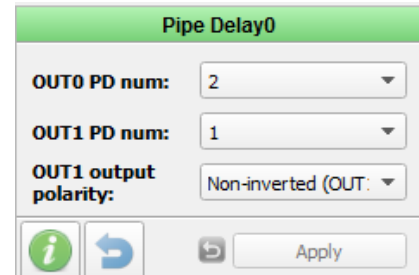 Pipe Delay0
OUT0 PD num: 2
OUT1 PD num: 1
OUT1 output
polarity: Non-inverted (OUT
Apply